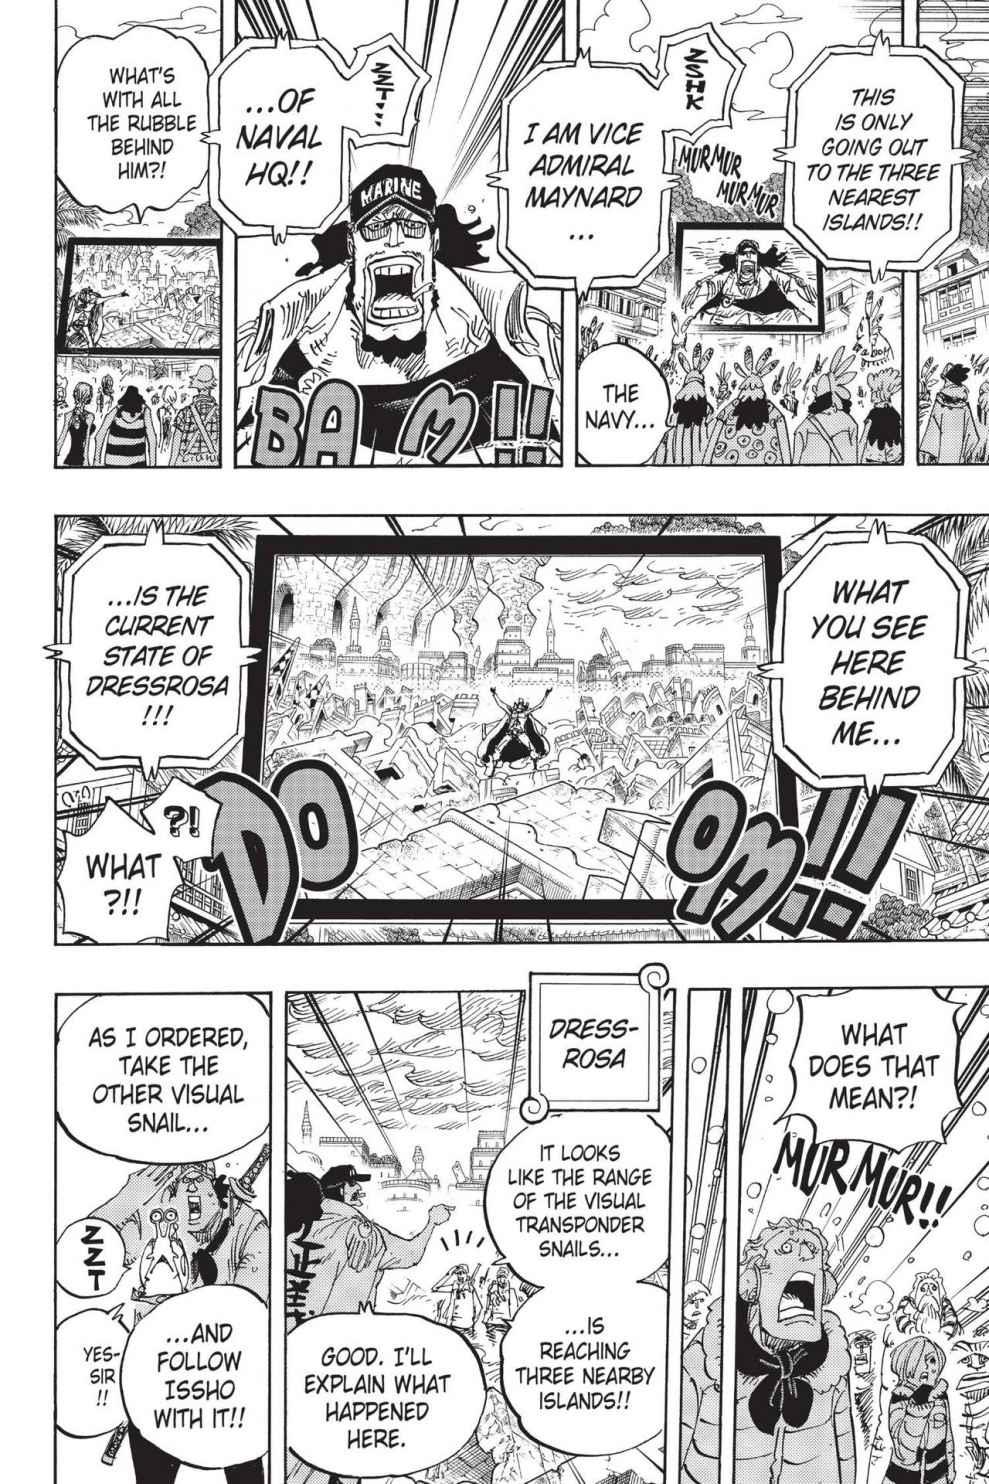 THIS
IS ONLY
GOING OUT
TO THE THREE
NEAREST
ISLANDS!!
MURMUR
MURMUR
ZSHK
I AM VICE
ADMIRAL
MAYNARD
...
THE
NAVY...
ZZT...
...OF
NAVAL
HQ!!
MARINE
BAM!!
WHAT'S
WITH ALL
THE RUBBLE
BEHIND
HIM?!
WHAT
YOU SEE
HERE
BEHIND
ME...
...IS THE
CURRENT
STATE OF
DRESSROSA
!!!
DOOM!!
?!
WHAT
?!!
WHAT
DOES THAT
MEAN?!
MURMUR!!
DRESS-
ROSA
IT LOOKS
LIKE THE RANGE
OF THE VISUAL
TRANSPONDER
SNAILS...
...IS
REACHING
THREE NEARBY
ISLANDS!!
GOOD. I'LL
EXPLAIN WHAT
HAPPENED
HERE.
AS I ORDERED,
TAKE THE
OTHER VISUAL
SNAIL...
ZZT
...AND
FOLLOW
ISSHO
WITH IT!!
YES-
SIR
!!